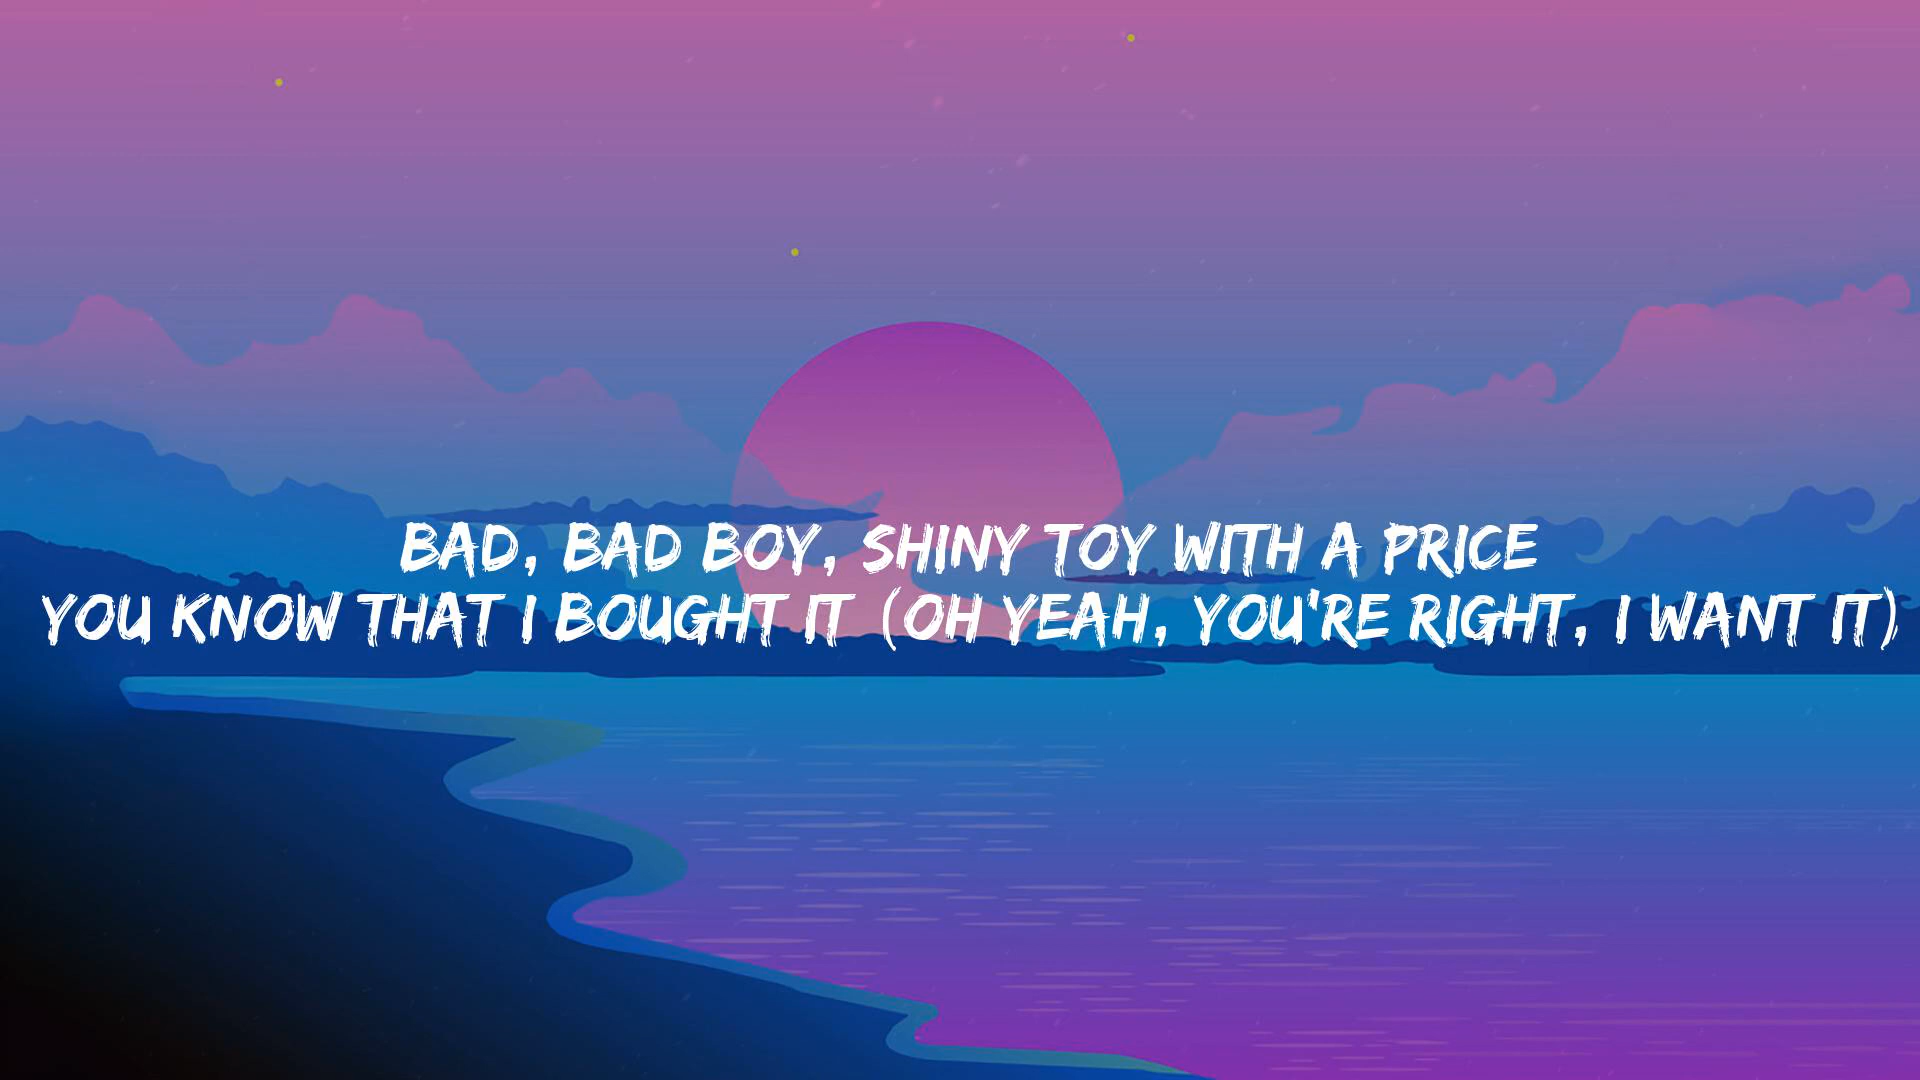 BAD, BAD BOY, SHINY TOY WITH A PRICE
YOU KNOW THAT I BOUGHT IT (OH YEAH, YOU'RE RIGHT, I WANT IT)